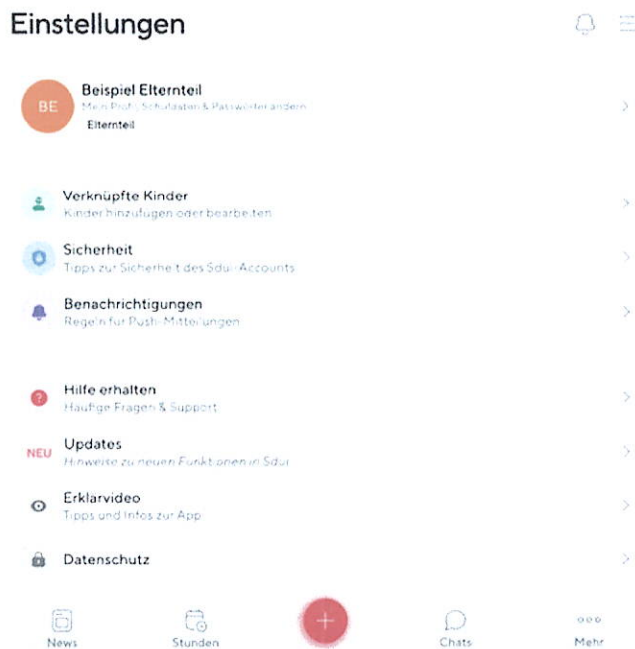 Einstellungen
BE
Beispiel Elternteil
Mein Profil, Schuldaten & Passwörter ändern
Elternteil
Verknüpfte Kinder
Kinder hinzufügen oder bearbeiten
Sicherheit
Tipps zur Sicherheit des Sdui-Accounts
Benachrichtigungen
Regeln für Push-Mitteilungen
?
Hilfe erhalten
Häufige Fragen & Support
NEU
Updates
Hinweise zu neuen Funktionen in Sdui
Erklärvideo
Tipps und Infos zur App
Datenschutz
News
Stunden
Chats
Mehr